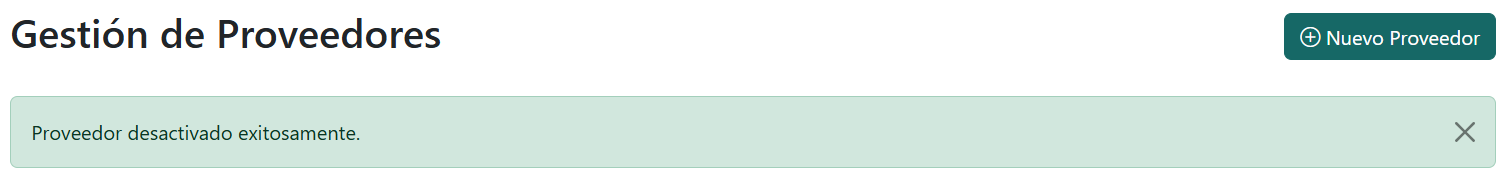 Gestión de Proveedores
Nuevo Proveedor
Proveedor desactivado exitosamente.